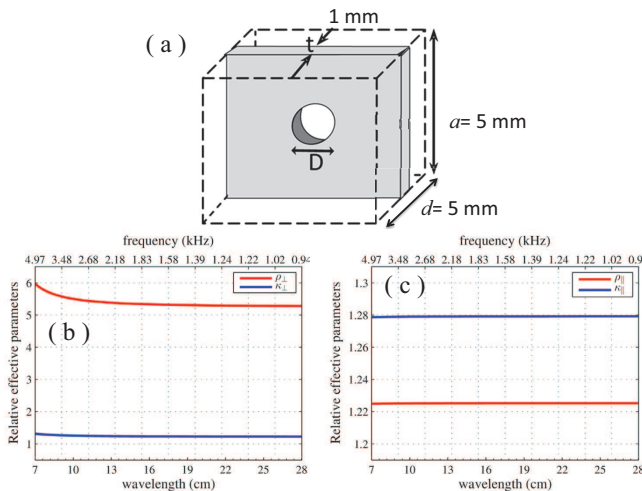 ( a )
1 mm
t
D
a= 5 mm
d= 5 mm
frequency (kHz)
4.97 3.48 2.68 2.18 1.83 1.58 1.39 1.24 1.22 1.02 0.94
Relative effective parameters
6
5
4
3
2
1
ρ⊥
κ⊥
( b )
7 10 13 16 19 22 25 28
wavelength (cm)
frequency (kHz)
4.97 3.48 2.68 2.18 1.83 1.58 1.39 1.24 1.22 1.02 0.9
Relative effective parameters
1.3
1.28
1.26
1.24
1.22
1.2
ρ∥
κ∥
( c )
7 10 13 16 19 22 25 28
wavelength (cm)